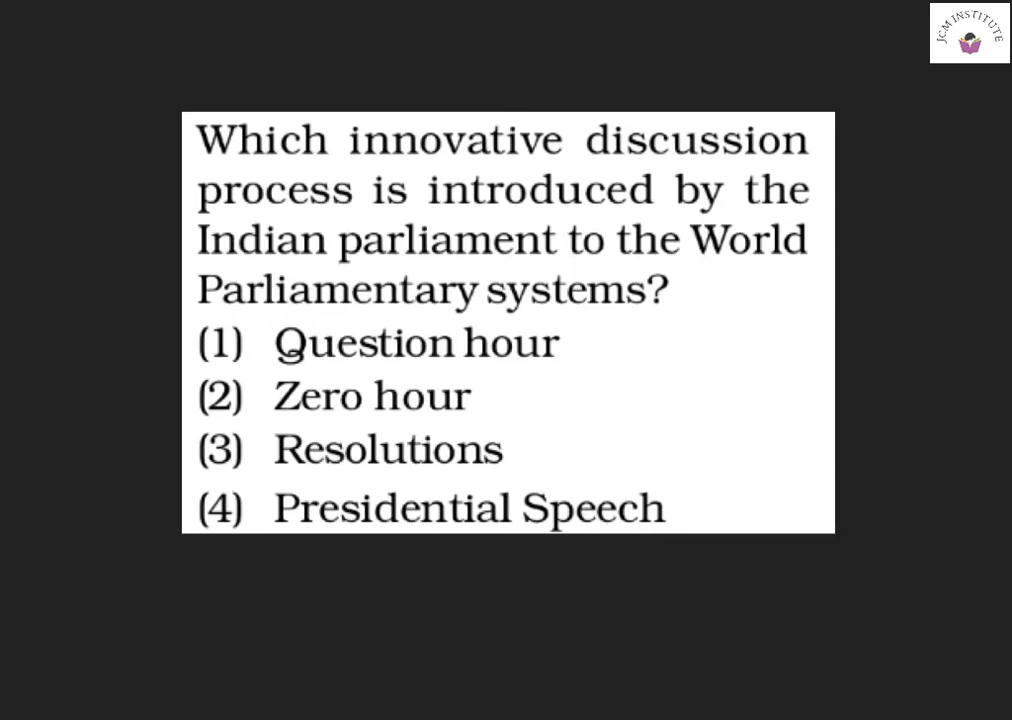 JCM INSTITUTE
Which innovative discussion
process is introduced by the
Indian parliament to the World
Parliamentary systems?
(1) Question hour
(2) Zero hour
(3) Resolutions
(4) Presidential Speech